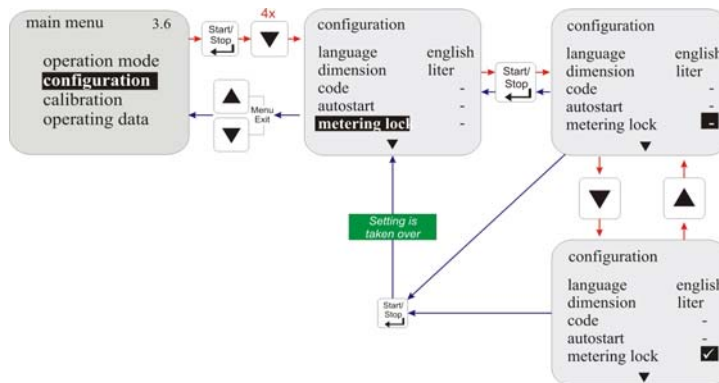 main menu 3.6
operation mode
configuration
calibration
operating data
Start/
Stop
4x
Menu
Exit
configuration
language english
dimension liter
code -
autostart -
metering lock -
Start/
Stop
configuration
language english
dimension liter
code -
autostart -
metering lock -
Setting is
taken over
Start/
Stop
configuration
language english
dimension liter
code -
autostart -
metering lock ✓